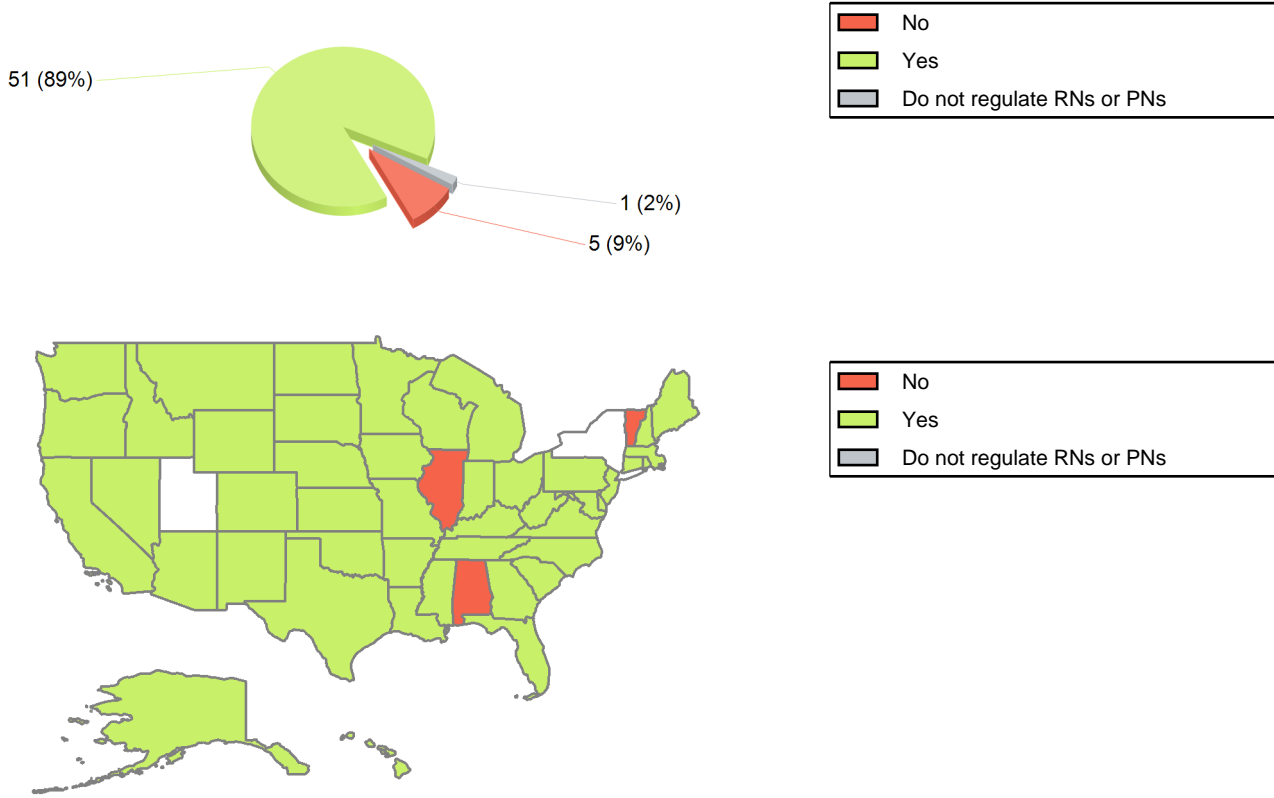 No
Yes
Do not regulate RNs or PNs
51 (89%)
1 (2%)
5 (9%)
No
Yes
Do not regulate RNs or PNs